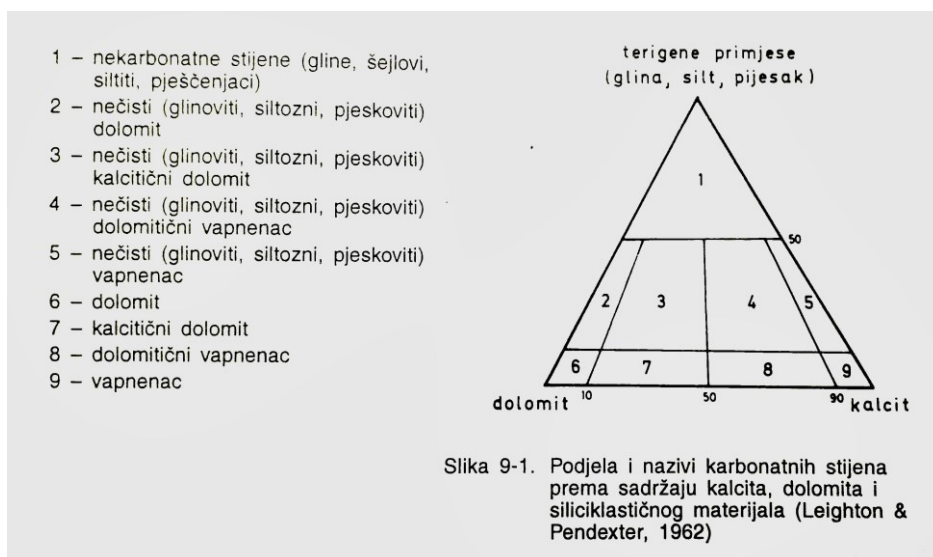 1 – nekarbonatne stijene (gline, šejlovi,
siltiti, pješčenjaci)
2 – nečisti (glinoviti, siltozni, pjeskoviti)
dolomit
3 – nečisti (glinoviti, siltozni, pjeskoviti)
kalcitični dolomit
4 – nečisti (glinoviti, siltozni, pjeskoviti)
dolomitični vapnenac
5 – nečisti (glinoviti, siltozni, pjeskoviti)
vapnenac
6 – dolomit
7 – kalcitični dolomit
8 – dolomitični vapnenac
9 – vapnenac
terigene primjese
(glina, silt, pijesak)
1
50
2 3 4 5
6 7 8 9
dolomit 10 50 90 kalcit
Slika 9-1. Podjela i nazivi karbonatnih stijena
prema sadržaju kalcita, dolomita i
siliciklastičnog materijala (Leighton &
Pendexter, 1962)